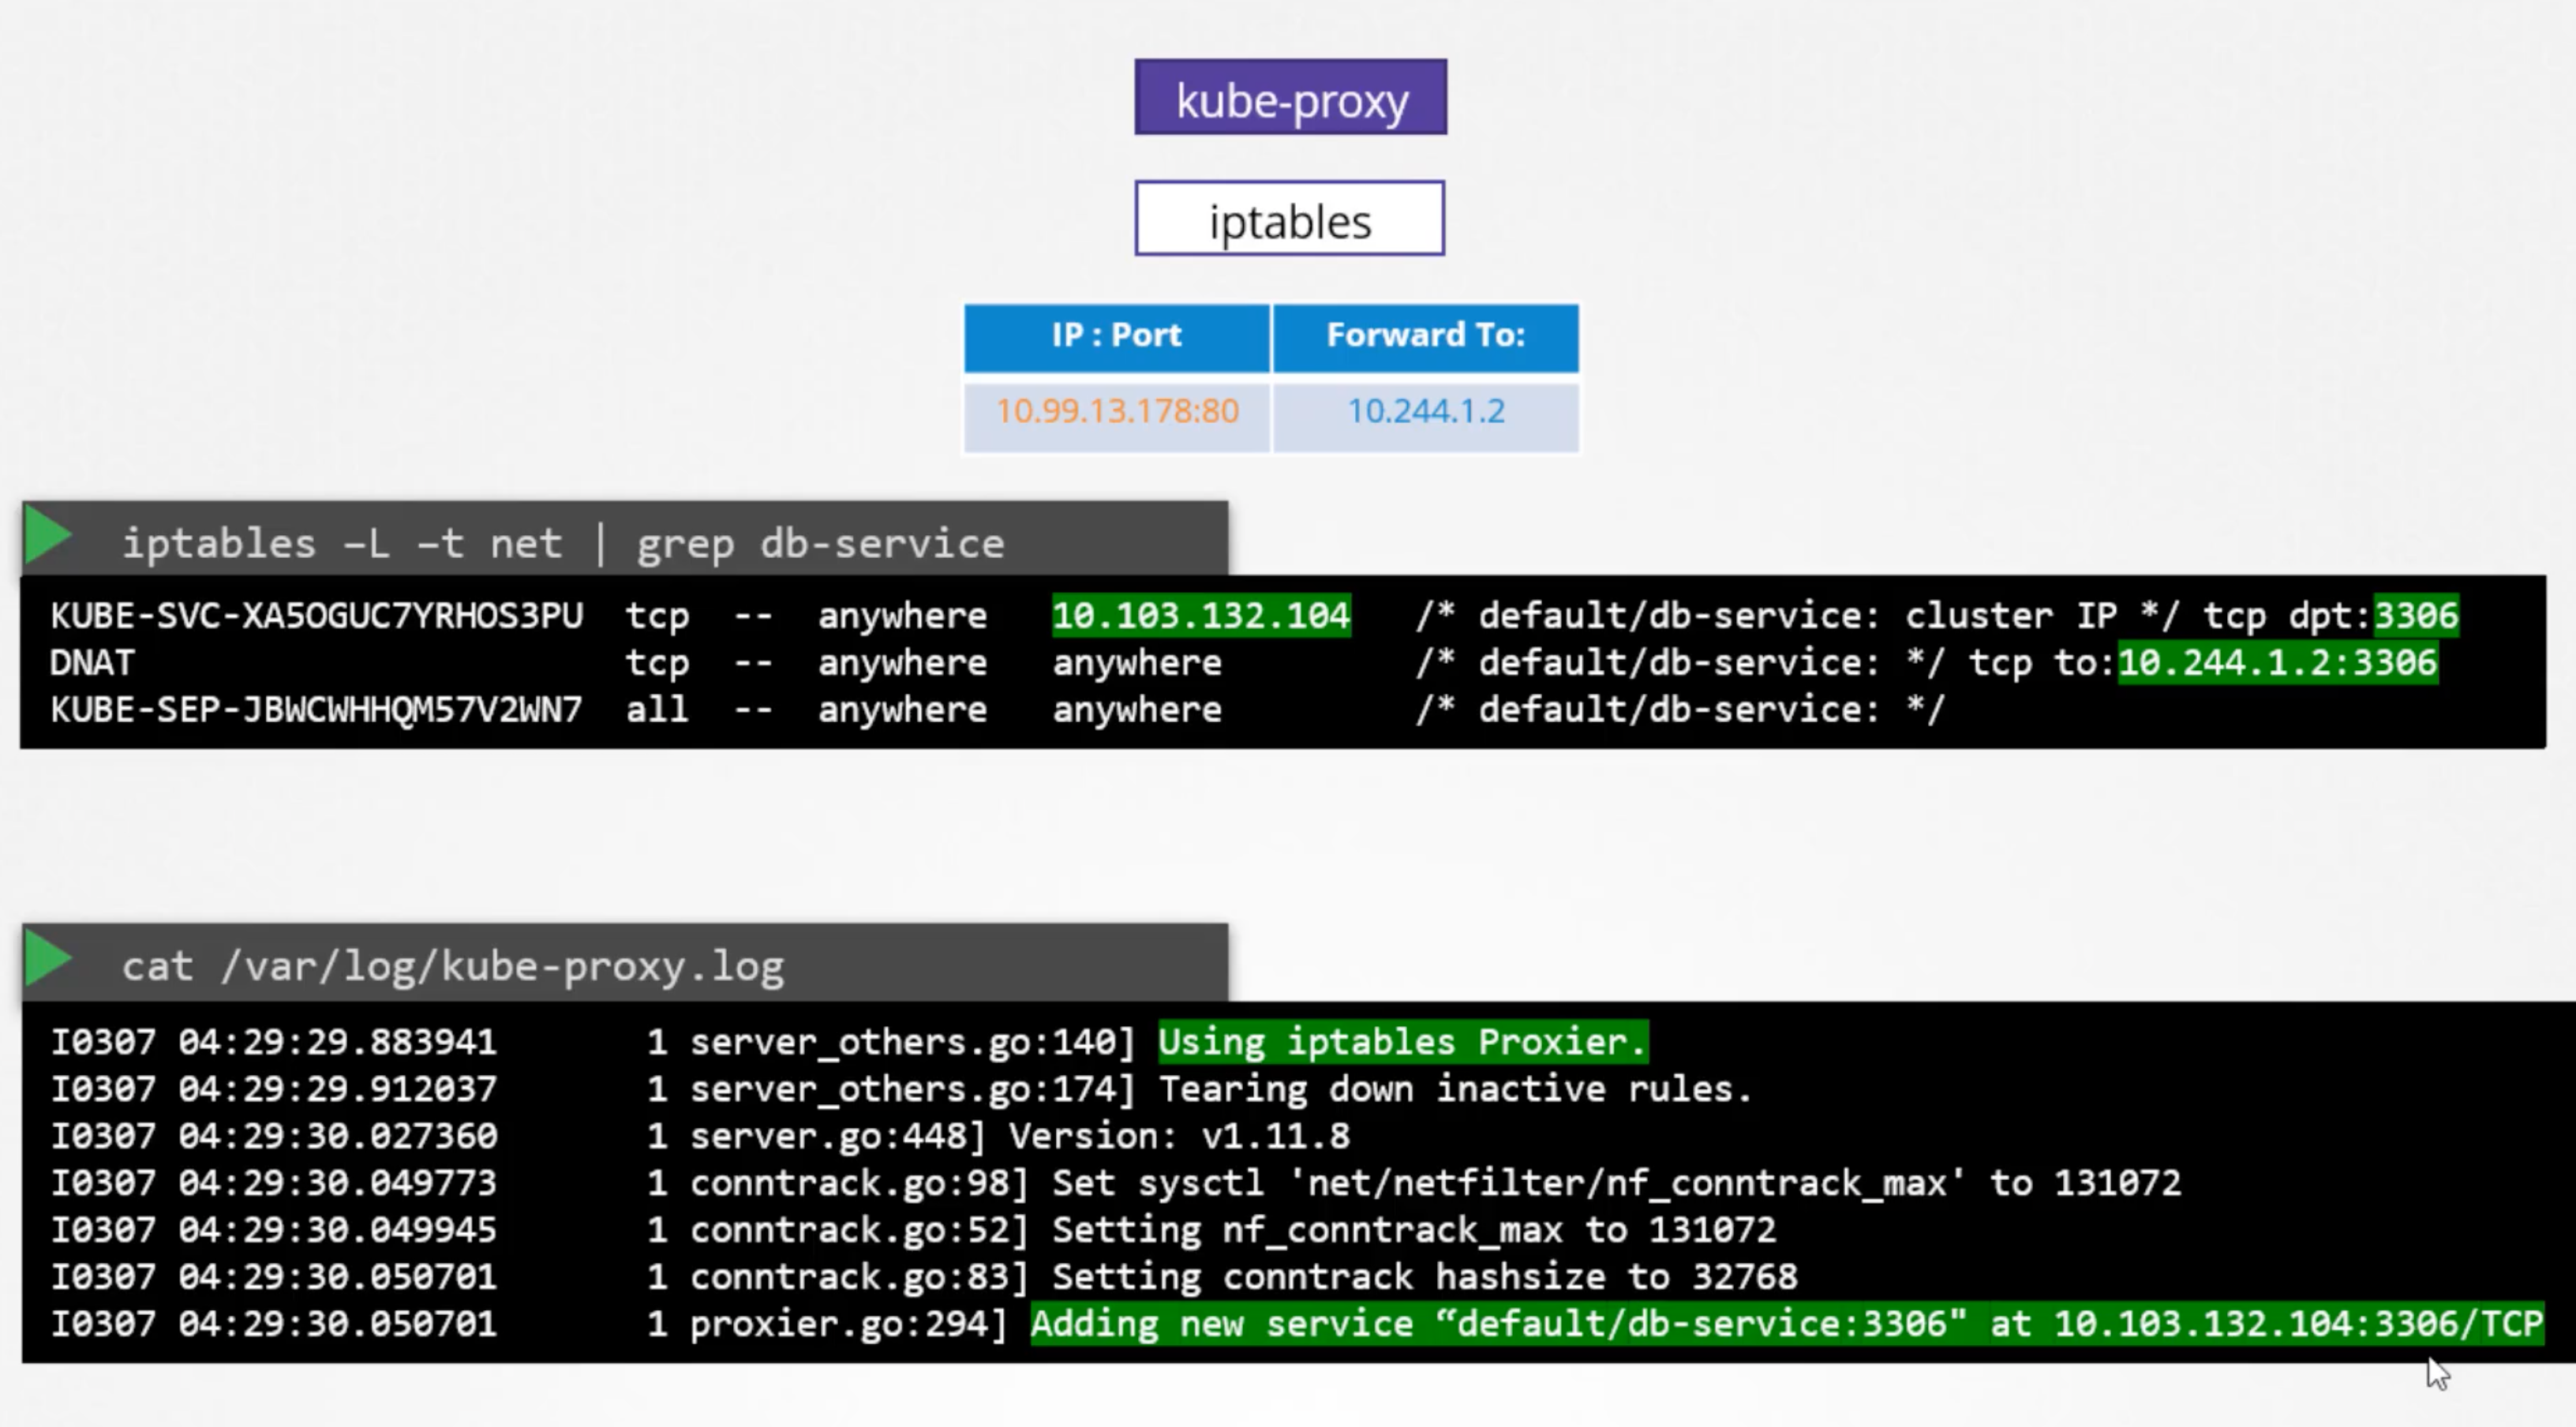 kube-proxy
iptables
IP : Port Forward To:
10.99.13.178:80 10.244.1.2
iptables –L –t net | grep db-service
KUBE-SVC-XA5OGUC7YRHOS3PU tcp -- anywhere 10.103.132.104 /* default/db-service: cluster IP */ tcp dpt:3306
DNAT tcp -- anywhere anywhere /* default/db-service: */ tcp to:10.244.1.2:3306
KUBE-SEP-JBWCWHHQM57V2WN7 all -- anywhere anywhere /* default/db-service: */
cat /var/log/kube-proxy.log
I0307 04:29:29.883941 1 server_others.go:140] Using iptables Proxier.
I0307 04:29:29.912037 1 server_others.go:174] Tearing down inactive rules.
I0307 04:29:30.027360 1 server.go:448] Version: v1.11.8
I0307 04:29:30.049773 1 conntrack.go:98] Set sysctl 'net/netfilter/nf_conntrack_max' to 131072
I0307 04:29:30.049945 1 conntrack.go:52] Setting nf_conntrack_max to 131072
I0307 04:29:30.050701 1 conntrack.go:83] Setting conntrack hashsize to 32768
I0307 04:29:30.050701 1 proxier.go:294] Adding new service “default/db-service:3306" at 10.103.132.104:3306/TCP